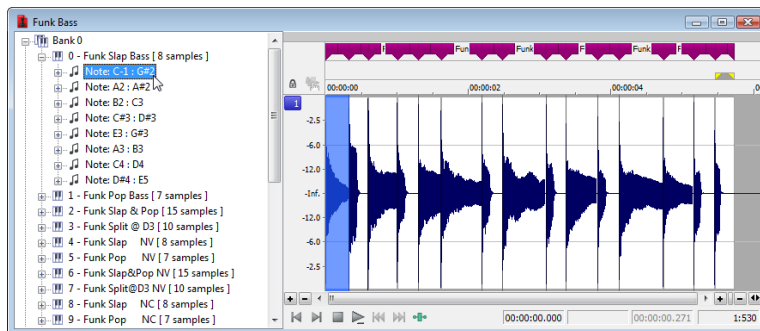 Funk Bass
Bank 0
0 - Funk Slap Bass [ 8 samples ]
Note: C-1 : G#2
Note: A2 : A#2
Note: B2 : C3
Note: C#3 : D#3
Note: E3 : G#3
Note: A3 : B3
Note: C4 : D4
Note: D#4 : E5
1 - Funk Pop Bass [ 7 samples ]
2 - Funk Slap & Pop [ 15 samples ]
3 - Funk Split @ D3 [ 10 samples ]
4 - Funk Slap NV [ 8 samples ]
5 - Funk Pop NV [ 7 samples ]
6 - Funk Slap&Pop NV [ 15 samples ]
7 - Funk Split@D3 NV [ 10 samples ]
8 - Funk Slap NC [ 8 samples ]
9 - Funk Pop NC [ 7 samples ]
F Fun Funk F Funk F
00:00:00 00:00:02 00:00:04
1
-2.5
-6.0
-12.0
-Inf.
-12.0
-6.0
-2.5
00:00:00.000 00:00:00.271 1:530